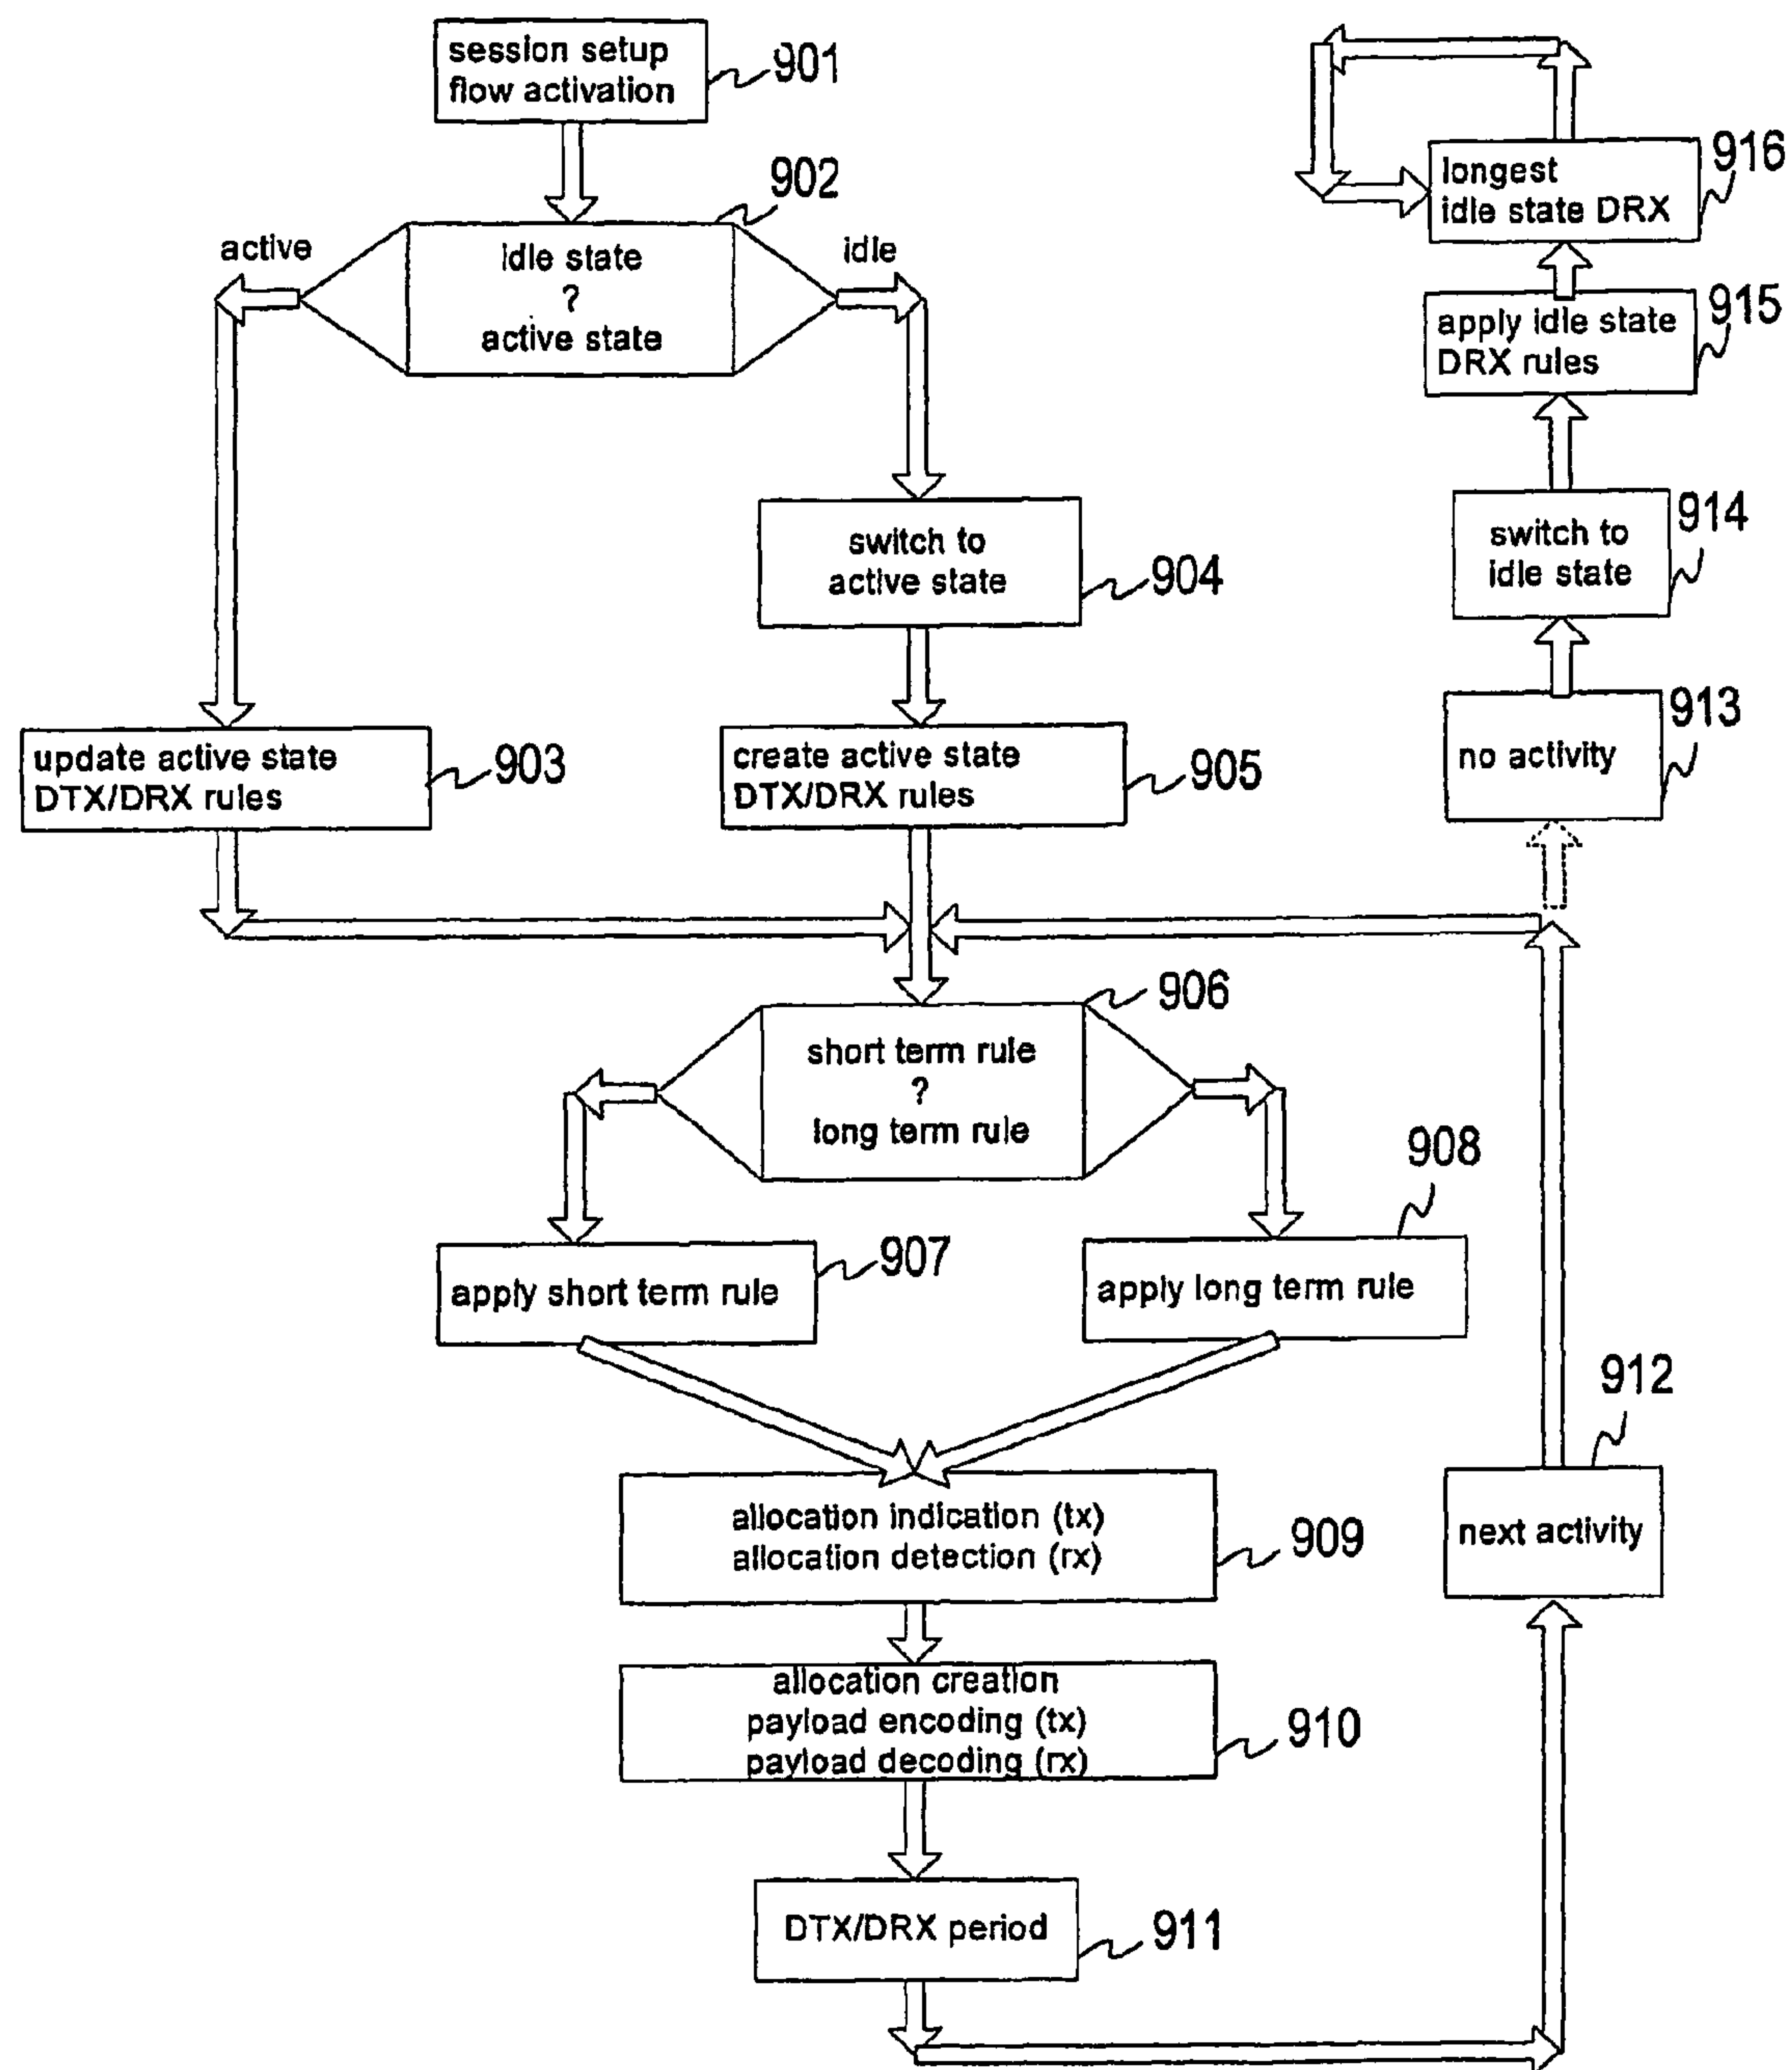 session setup
flow activation
901
902
active
idle
idle state
?
active state
switch to
active state
904
update active state
DTX/DRX rules
903
create active state
DTX/DRX rules
905
906
short term rule
?
long term rule
apply short term rule
907
908
apply long term rule
allocation indication (tx)
allocation detection (rx)
909
allocation creation
payload encoding (tx)
payload decoding (rx)
910
DTX/DRX period
911
912
next activity
913
no activity
914
switch to
idle state
915
apply idle state
DRX rules
916
longest
idle state DRX